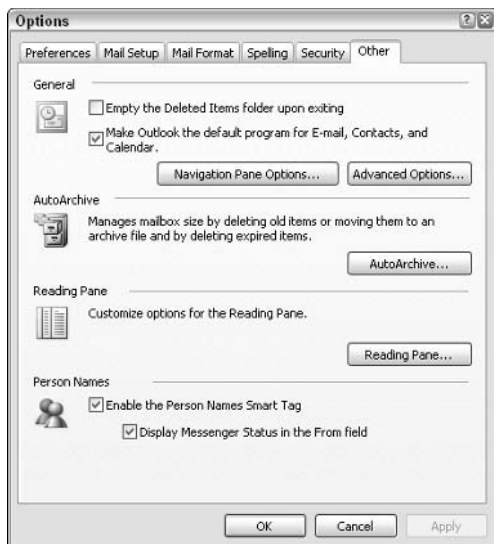 Options
Preferences Mail Setup Mail Format Spelling Security Other
General
Empty the Deleted Items folder upon exiting
Make Outlook the default program for E-mail, Contacts, and
Calendar.
Navigation Pane Options... Advanced Options...
AutoArchive
Manages mailbox size by deleting old items or moving them to an
archive file and by deleting expired items.
AutoArchive...
Reading Pane
Customize options for the Reading Pane.
Reading Pane...
Person Names
Enable the Person Names Smart Tag
Display Messenger Status in the From field
OK Cancel Apply